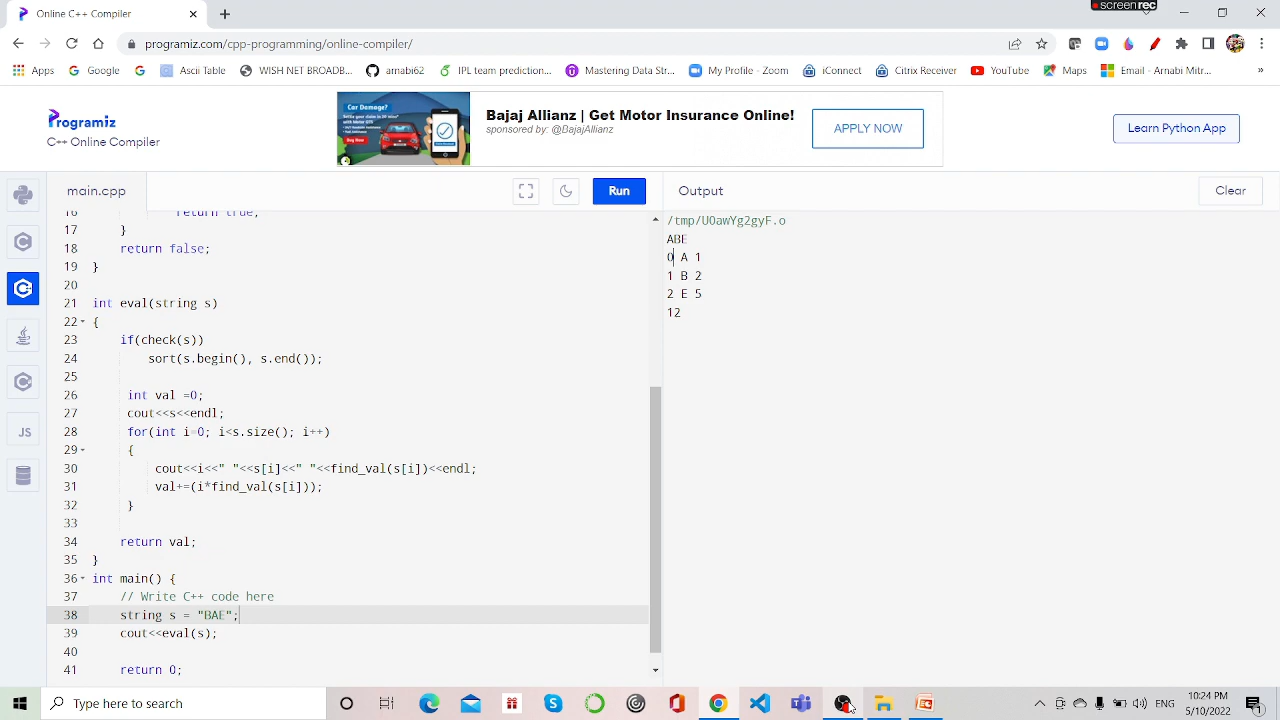 screenrec
Online C++ Compiler
programiz.com/cpp-programming/online-compiler/
Apps Google Ascii Table WISH NET BROADB... arnabi2002 IPL team prediction... Mastering Data S... My Profile - Zoom iConnect Citrix Receiver YouTube Maps Email - Arnabi Mitr... »
Programiz
C++ Online Compiler
Car Damage?
Bajaj Allianz | Get Motor Insurance Online
@BajajAllianz
APPLY NOW
Learn Python App
main.cpp Run Output Clear
16 return true;
17 }
18 return false;
19 }
20
21 int eval(string s)
22 {
23 if(check(s))
24 sort(s.begin(), s.end());
25
26 int val =0;
27 cout<<s<<endl;
28 for(int i=0; i<s.size(); i++)
29 {
30 cout<<i<<" "<<s[i]<<" "<<find_val(s[i])<<endl;
31 val+=(i*find_val(s[i]));
32 }
33
34 return val;
35 }
36 int main() {
37 // Write C++ code here
38 string s = "BAE";
39 cout<<eval(s);
40
41 return 0;
/tmp/U0awYg2gyF.o
ABE
0 A 1
1 B 2
2 E 5
12
JS
Type here to search
ENG
10:24 PM
5/10/2022